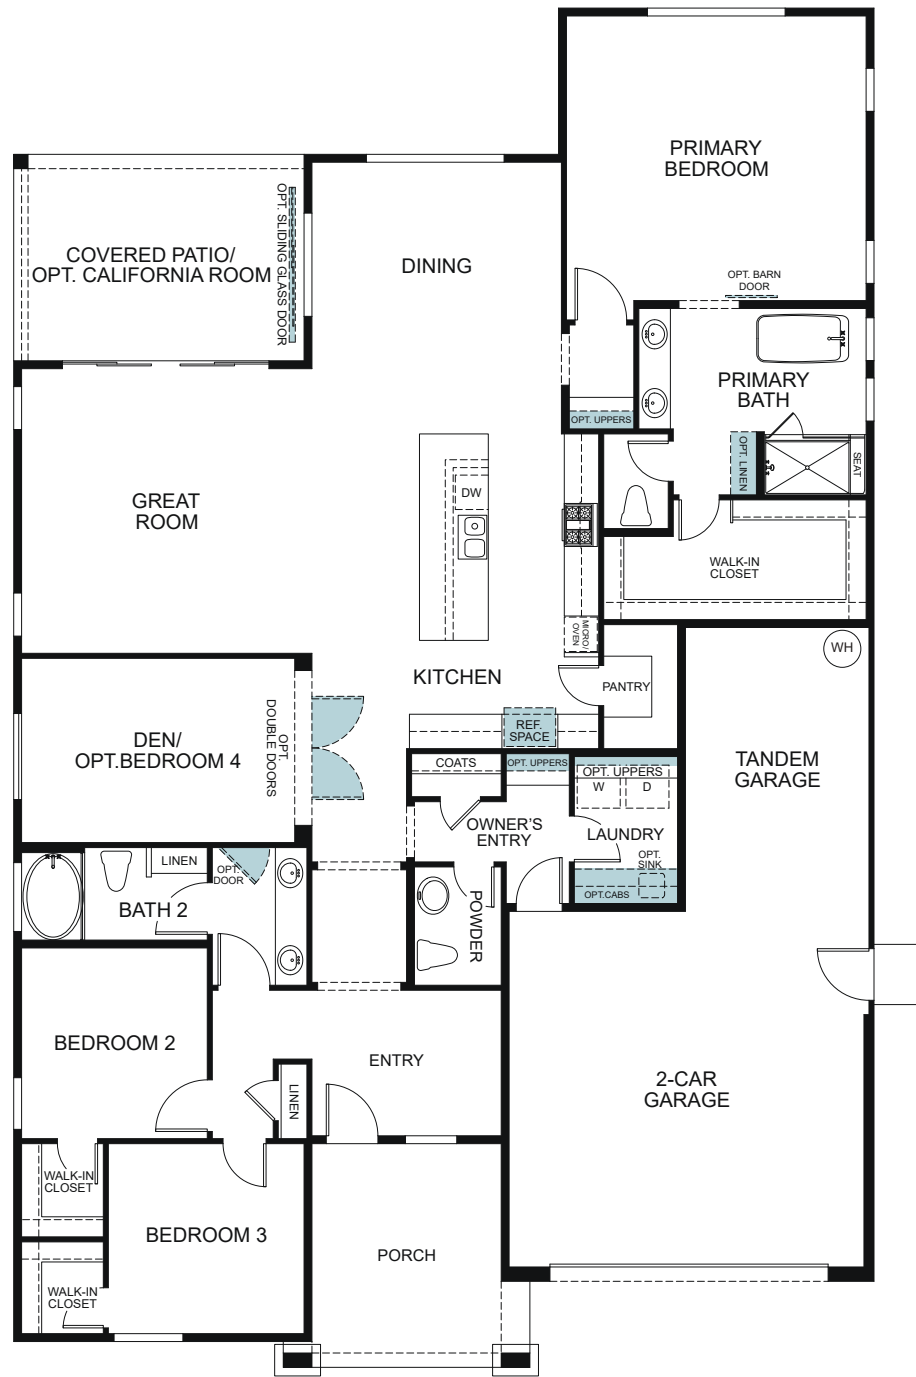 PRIMARY
BEDROOM
COVERED PATIO/
OPT. CALIFORNIA ROOM
OPT. SLIDING GLASS DOOR
DINING
OPT. BARN
DOOR
PRIMARY
BATH
OPT. UPPERS
OPT. LINEN
SEAT
GREAT
ROOM
DW
WALK-IN
CLOSET
MICRO/
OVEN
WH
KITCHEN
PANTRY
REF.
SPACE
DEN/
OPT.BEDROOM 4
OPT.
DOUBLE DOORS
TANDEM
GARAGE
COATS
OPT. UPPERS
OPT. UPPERS
W
D
OWNER'S
ENTRY
LAUNDRY
OPT.
SINK
OPT.CABS
LINEN
OPT.
DOOR
BATH 2
POWDER
BEDROOM 2
ENTRY
LINEN
2-CAR
GARAGE
WALK-IN
CLOSET
BEDROOM 3
PORCH
WALK-IN
CLOSET